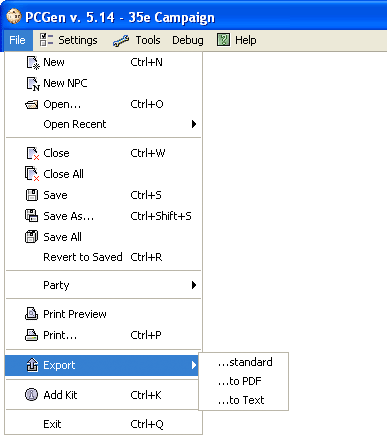 PCGen v. 5.14 - 35e Campaign
File Settings Tools Debug Help
New Ctrl+N
New NPC
Open... Ctrl+O
Open Recent
Close Ctrl+W
Close All
Save Ctrl+S
Save As... Ctrl+Shift+S
Save All
Revert to Saved Ctrl+R
Party
Print Preview
Print... Ctrl+P
Export ...standard
...to PDF
Add Kit Ctrl+K ...to Text
Exit Ctrl+Q